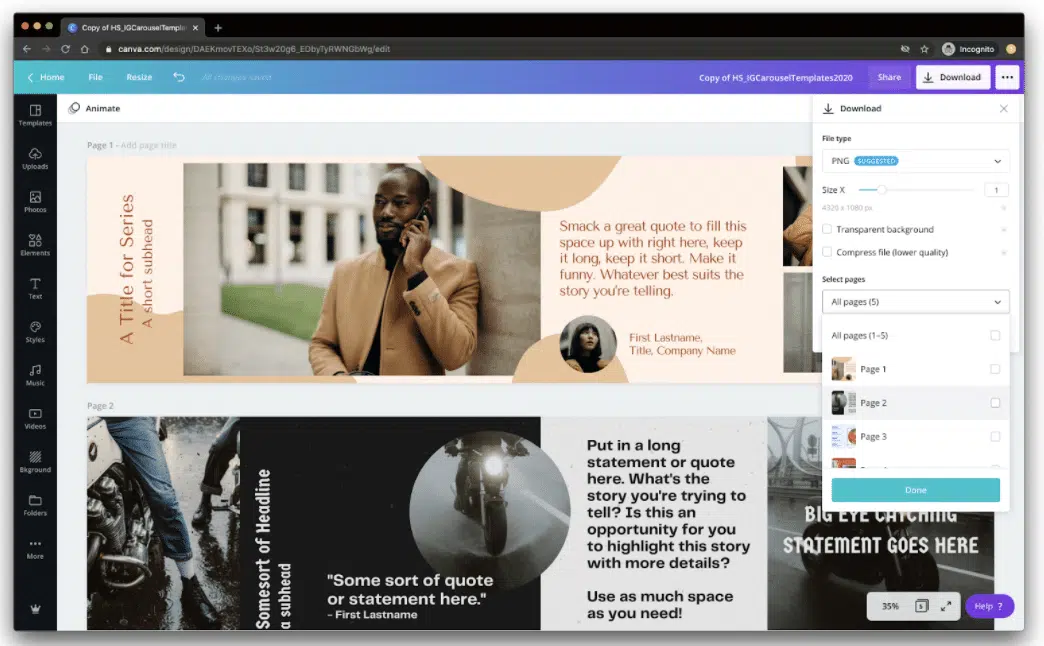 Copy of HS_IGCarouselTemplat
canva.com/design/DAEKmcvTEXo/St3w20g6_EDbyTyRWNGbWg/edit
Incognito
Home
File
Resize
All changes saved
Copy of HS_IGCarouselTemplates2020
Share
Download
Templates
Uploads
Photos
Elements
Text
Styles
Music
Videos
Bkground
Folders
More
Animate
Page 1 - Add page title
A Title for Series
A short subhead
Smack a great quote to fill this
space up with right here, keep
it long, keep it short. Make it
funny. Whatever best suits the
story you're telling.
First Lastname,
Title, Company Name
Page 2
Somesort of Headline
a subhead
"Some sort of quote
or statement here."
– First Lastname
Put in a long
statement or quote
here. What's the
story you're trying to
tell? Is this an
opportunity for you
to highlight this story
with more details?
Use as much space
as you need!
BIG EYE CATCHING
STATEMENT GOES HERE
Download
File type
PNG SUGGESTED
Size X
1
4320 x 1080 px
Transparent background
Compress file (lower quality)
Select pages
All pages (5)
All pages (1–5)
Page 1
Page 2
Page 3
Done
35%
5
Help ?